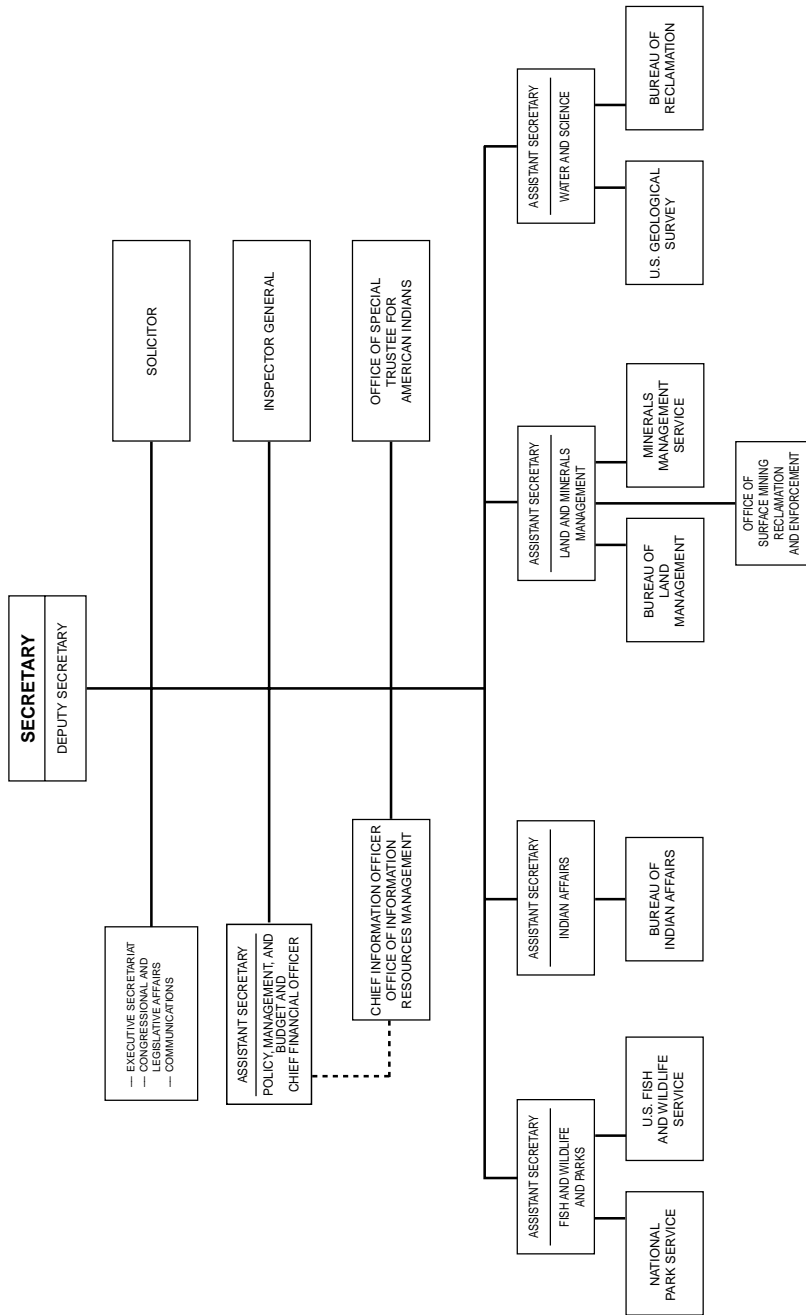 SECRETARY
DEPUTY SECRETARY
— EXECUTIVE SECRETARIAT
— CONGRESSIONAL AND
LEGISLATIVE AFFAIRS
— COMMUNICATIONS
SOLICITOR
ASSISTANT SECRETARY
POLICY, MANAGEMENT, AND
BUDGET AND
CHIEF FINANCIAL OFFICER
INSPECTOR GENERAL
CHIEF INFORMATION OFFICER
OFFICE OF INFORMATION
RESOURCES MANAGEMENT
OFFICE OF SPECIAL
TRUSTEE FOR
AMERICAN INDIANS
ASSISTANT SECRETARY
FISH AND WILDLIFE
AND PARKS
ASSISTANT SECRETARY
INDIAN AFFAIRS
ASSISTANT SECRETARY
LAND AND MINERALS
MANAGEMENT
ASSISTANT SECRETARY
WATER AND SCIENCE
NATIONAL
PARK SERVICE
U.S. FISH
AND WILDLIFE
SERVICE
BUREAU OF
INDIAN AFFAIRS
BUREAU OF
LAND
MANAGEMENT
MINERALS
MANAGEMENT
SERVICE
U.S. GEOLOGICAL
SURVEY
BUREAU OF
RECLAMATION
OFFICE OF
SURFACE MINING
RECLAMATION
AND ENFORCEMENT